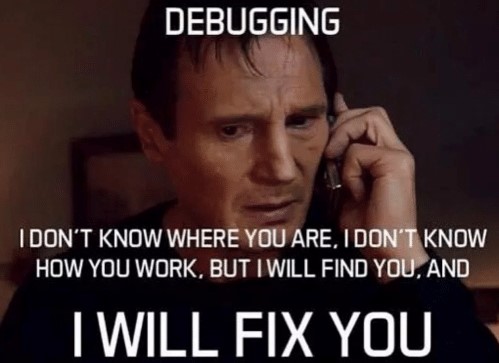 DEBUGGING
I DON'T KNOW WHERE YOU ARE, I DON'T KNOW
HOW YOU WORK, BUT I WILL FIND YOU, AND
I WILL FIX YOU